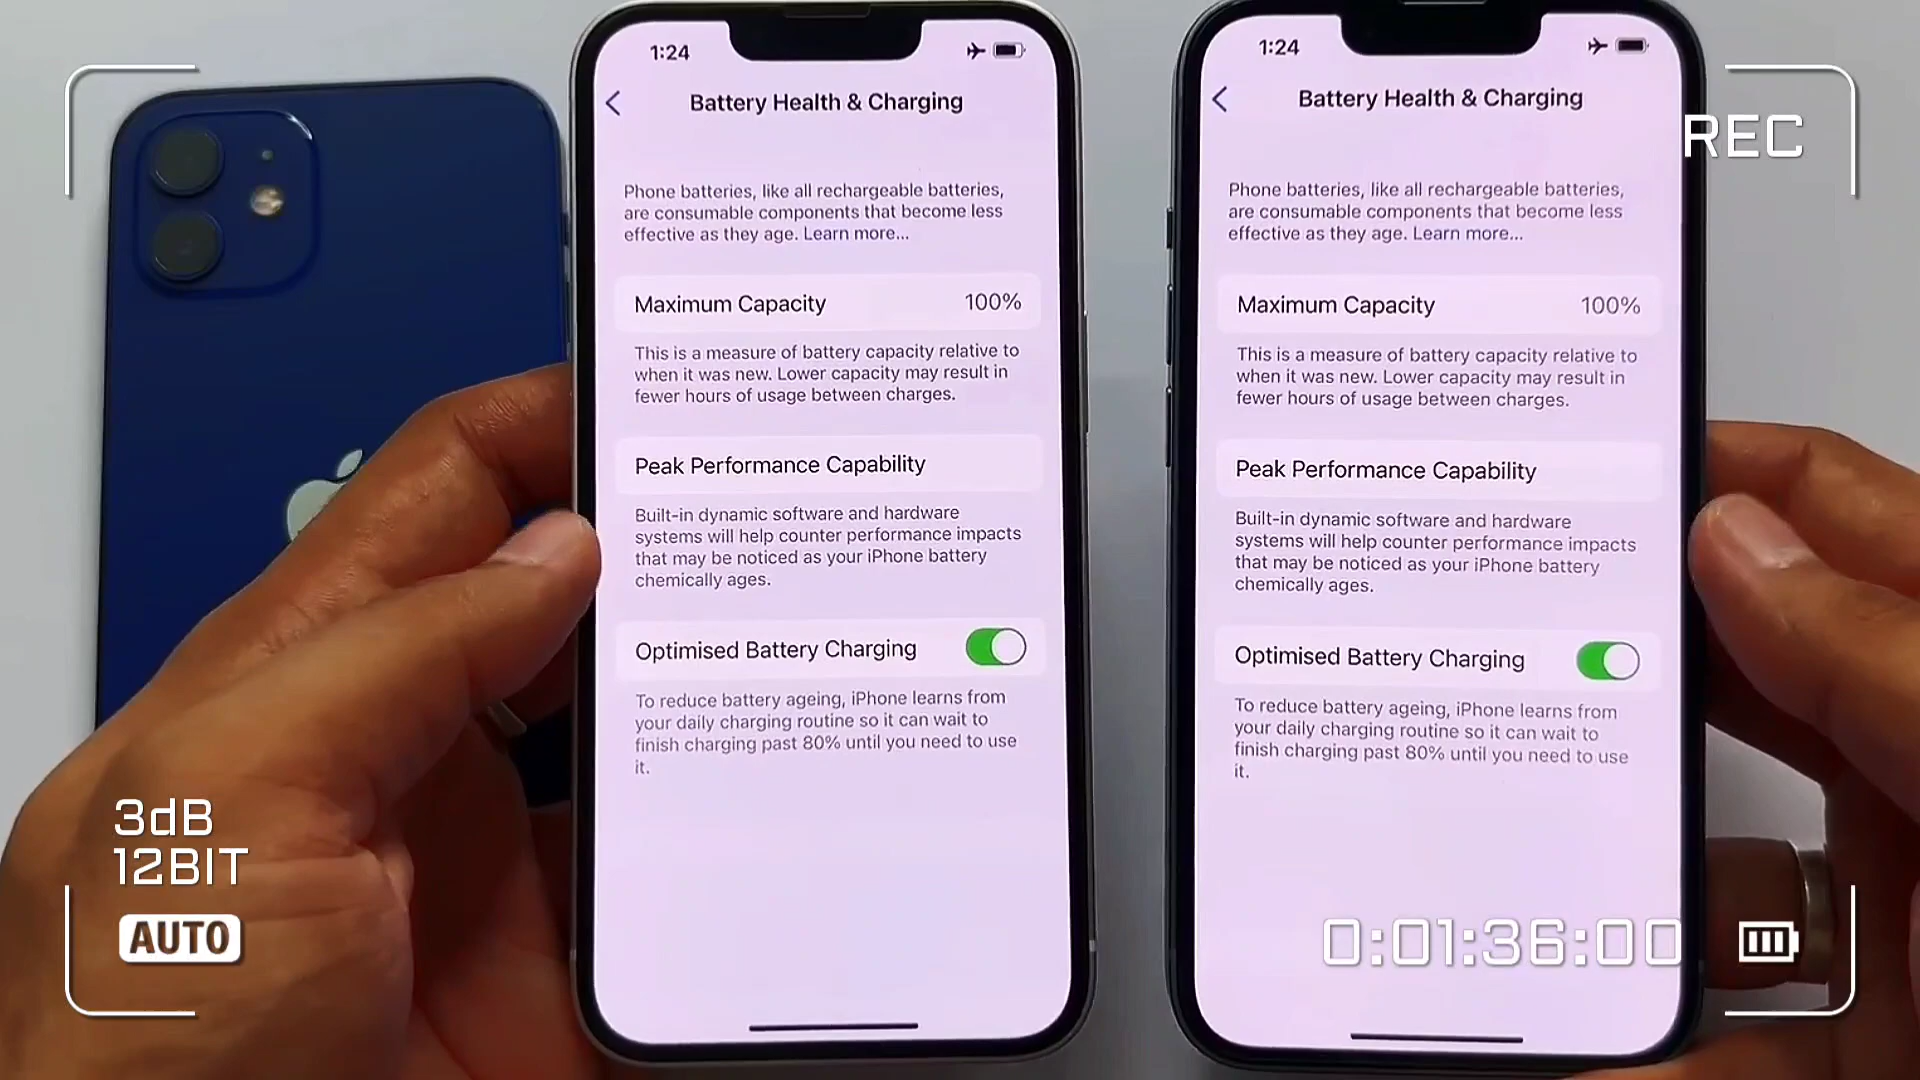 1:24
Battery Health & Charging
Phone batteries, like all rechargeable batteries,
are consumable components that become less
effective as they age. Learn more...
Maximum Capacity 100%
This is a measure of battery capacity relative to
when it was new. Lower capacity may result in
fewer hours of usage between charges.
Peak Performance Capability
Built-in dynamic software and hardware
systems will help counter performance impacts
that may be noticed as your iPhone battery
chemically ages.
Optimised Battery Charging
To reduce battery ageing, iPhone learns from
your daily charging routine so it can wait to
finish charging past 80% until you need to use
it.
1:24
Battery Health & Charging
Phone batteries, like all rechargeable batteries,
are consumable components that become less
effective as they age. Learn more...
Maximum Capacity 100%
This is a measure of battery capacity relative to
when it was new. Lower capacity may result in
fewer hours of usage between charges.
Peak Performance Capability
Built-in dynamic software and hardware
systems will help counter performance impacts
that may be noticed as your iPhone battery
chemically ages.
Optimised Battery Charging
To reduce battery ageing, iPhone learns from
your daily charging routine so it can wait to
finish charging past 80% until you need to use
it.
REC
3dB
12BIT
AUTO
0:01:36:00